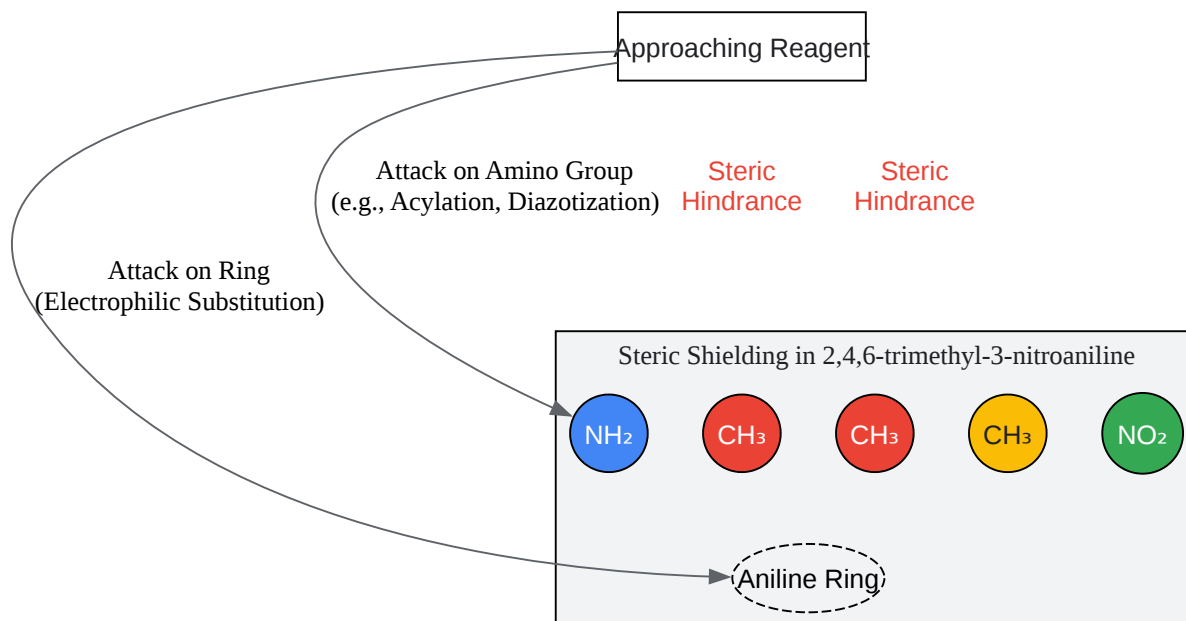 Approaching Reagent
Attack on Amino Group
(e.g., Acylation, Diazotization)
Steric
Hindrance
Steric
Hindrance
Attack on Ring
(Electrophilic Substitution)
Steric Shielding in 2,4,6-trimethyl-3-nitroaniline
NH₂
CH₃
CH₃
CH₃
NO₂
Aniline Ring